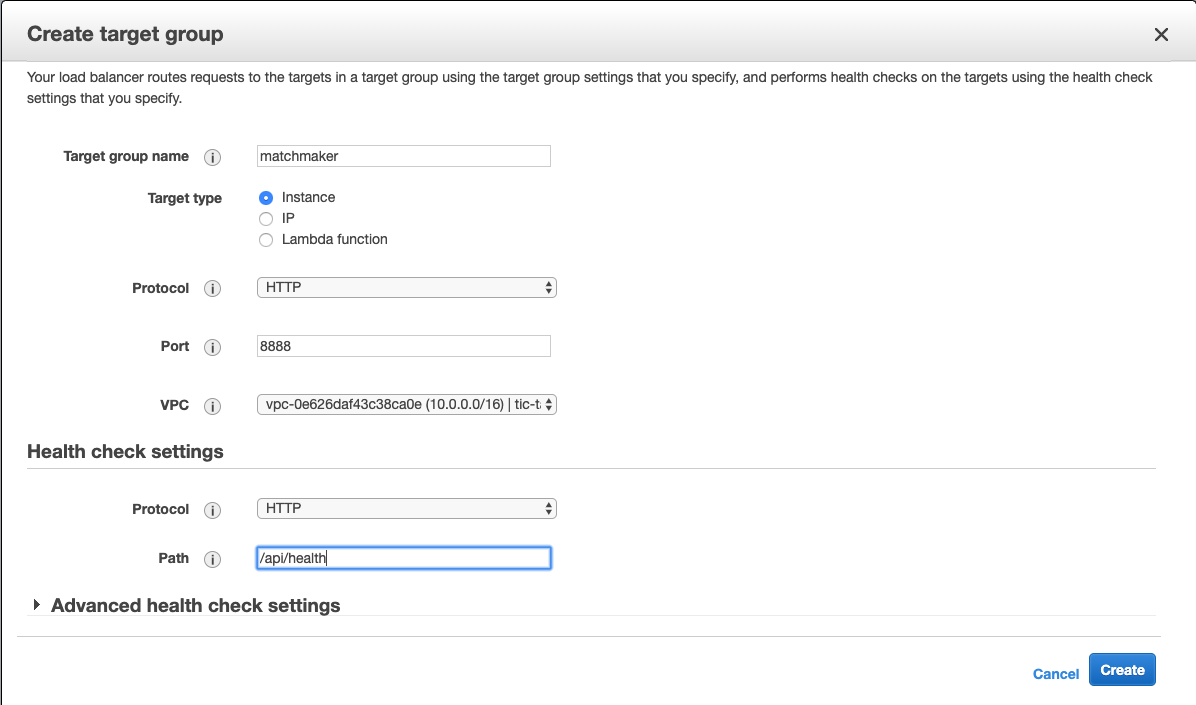 Create target group
Your load balancer routes requests to the targets in a target group using the target group settings that you specify, and performs health checks on the targets using the health check
settings that you specify.
Target group name i matchmaker
Target type Instance
IP
Lambda function
Protocol i HTTP
Port i 8888
VPC i vpc-0e626daf43c38ca0e (10.0.0.0/16) | tic-ta
Health check settings
Protocol i HTTP
Path i /api/health
Advanced health check settings
Cancel Create